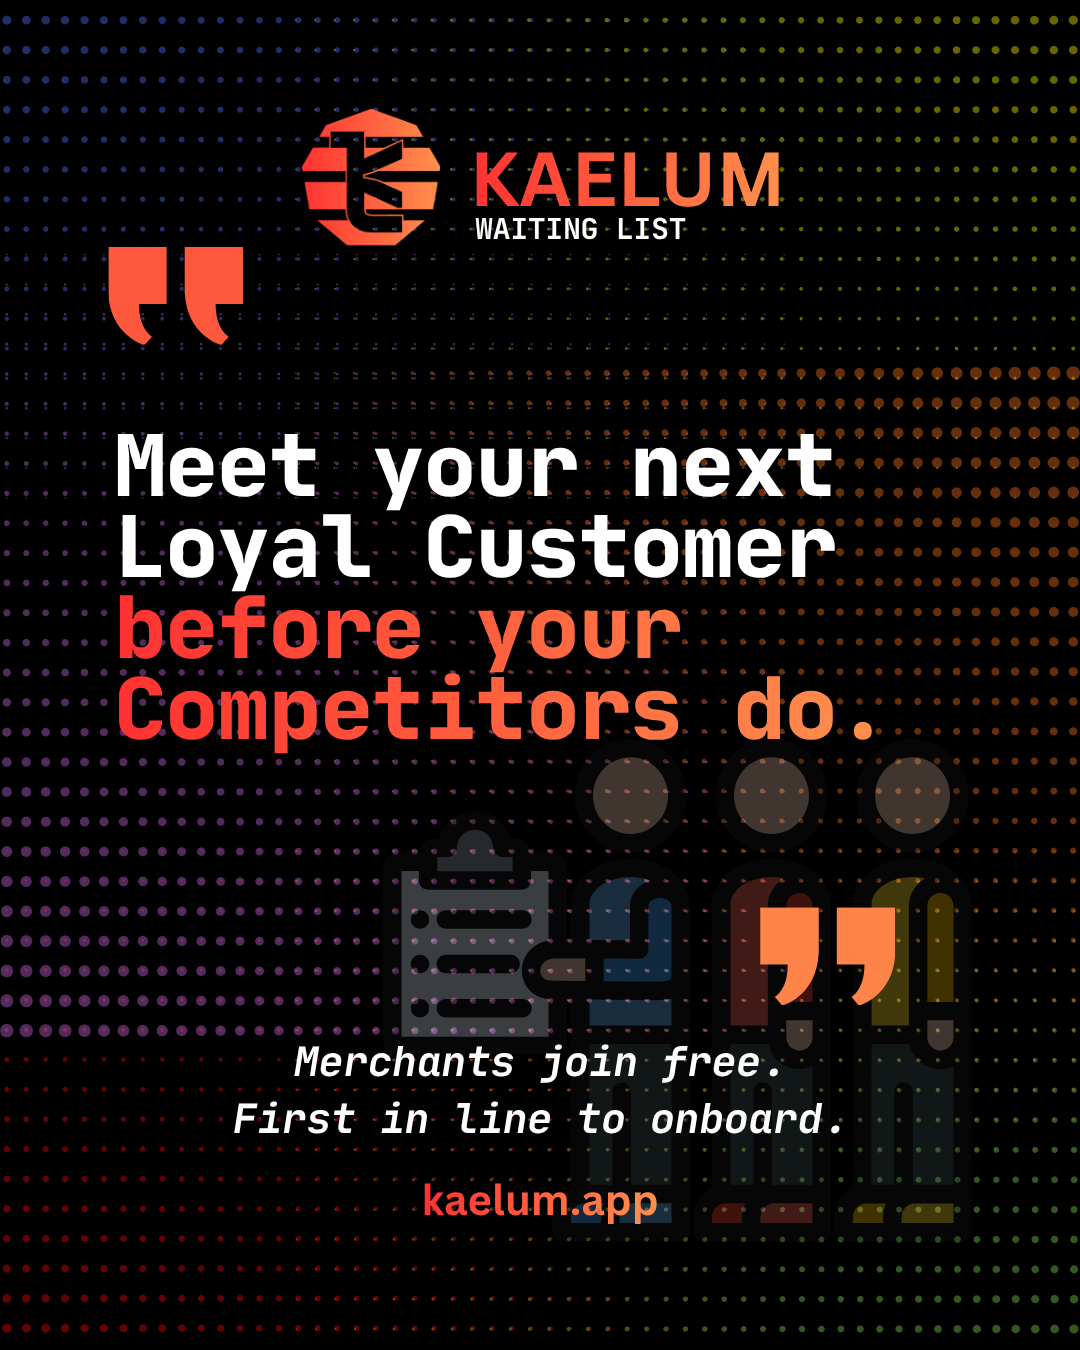 KAELUM
WAITING LIST
"
Meet your next
Loyal Customer
before your
Competitors do.
"
Merchants join free.
First in line to onboard.
kaelum.app